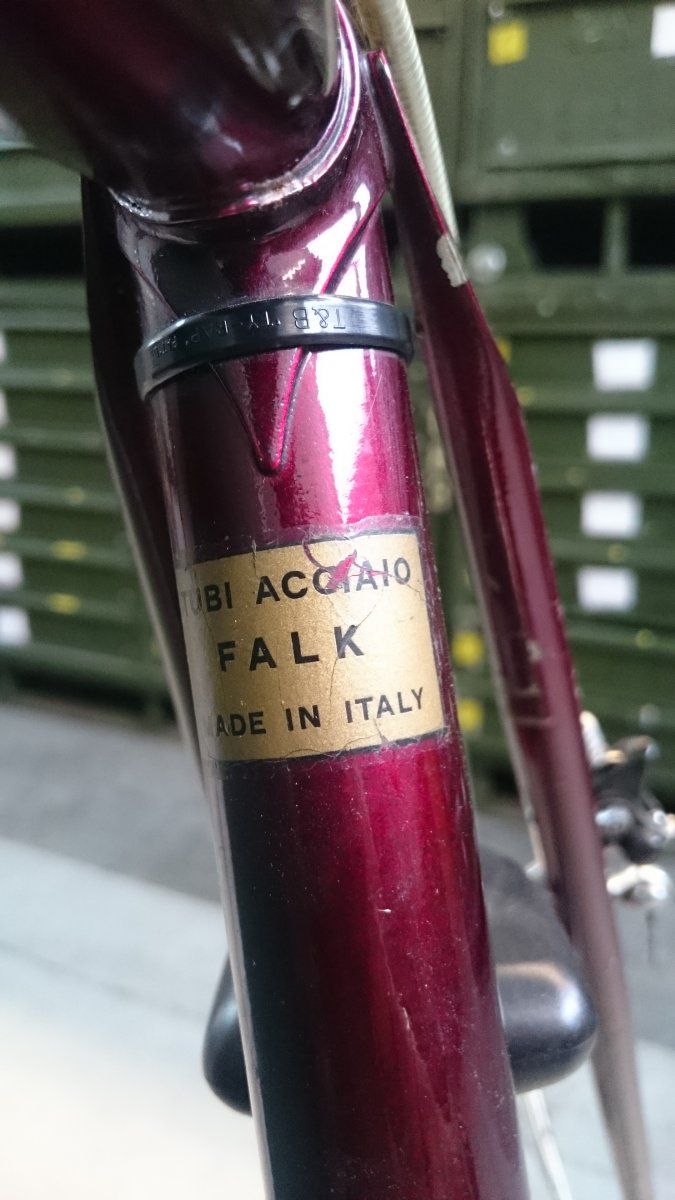 T&B TY-RAP
TUBI ACCIAIO
FALK
MADE IN ITALY